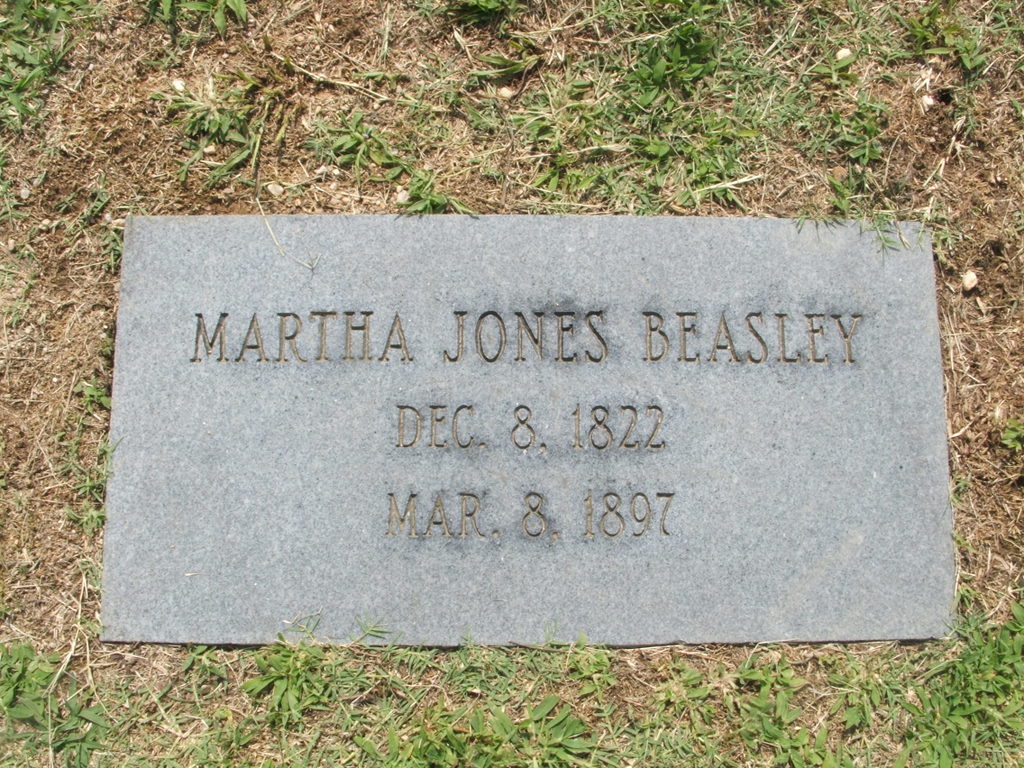 MARTHA JONES BEASLEY
DEC. 8, 1822
MAR. 8, 1897